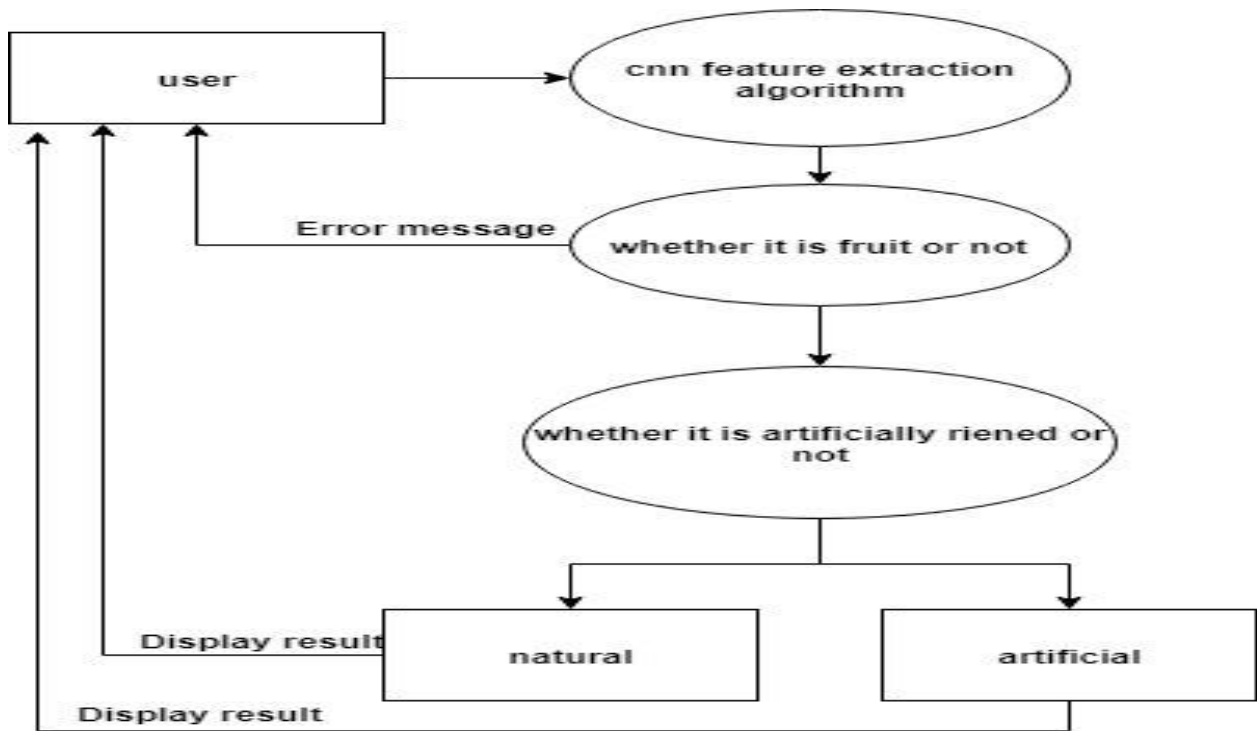 user
cnn feature extraction
algorithm
Error message
whether it is fruit or not
whether it is artificially riened or
not
Display result
natural
artificial
Display result